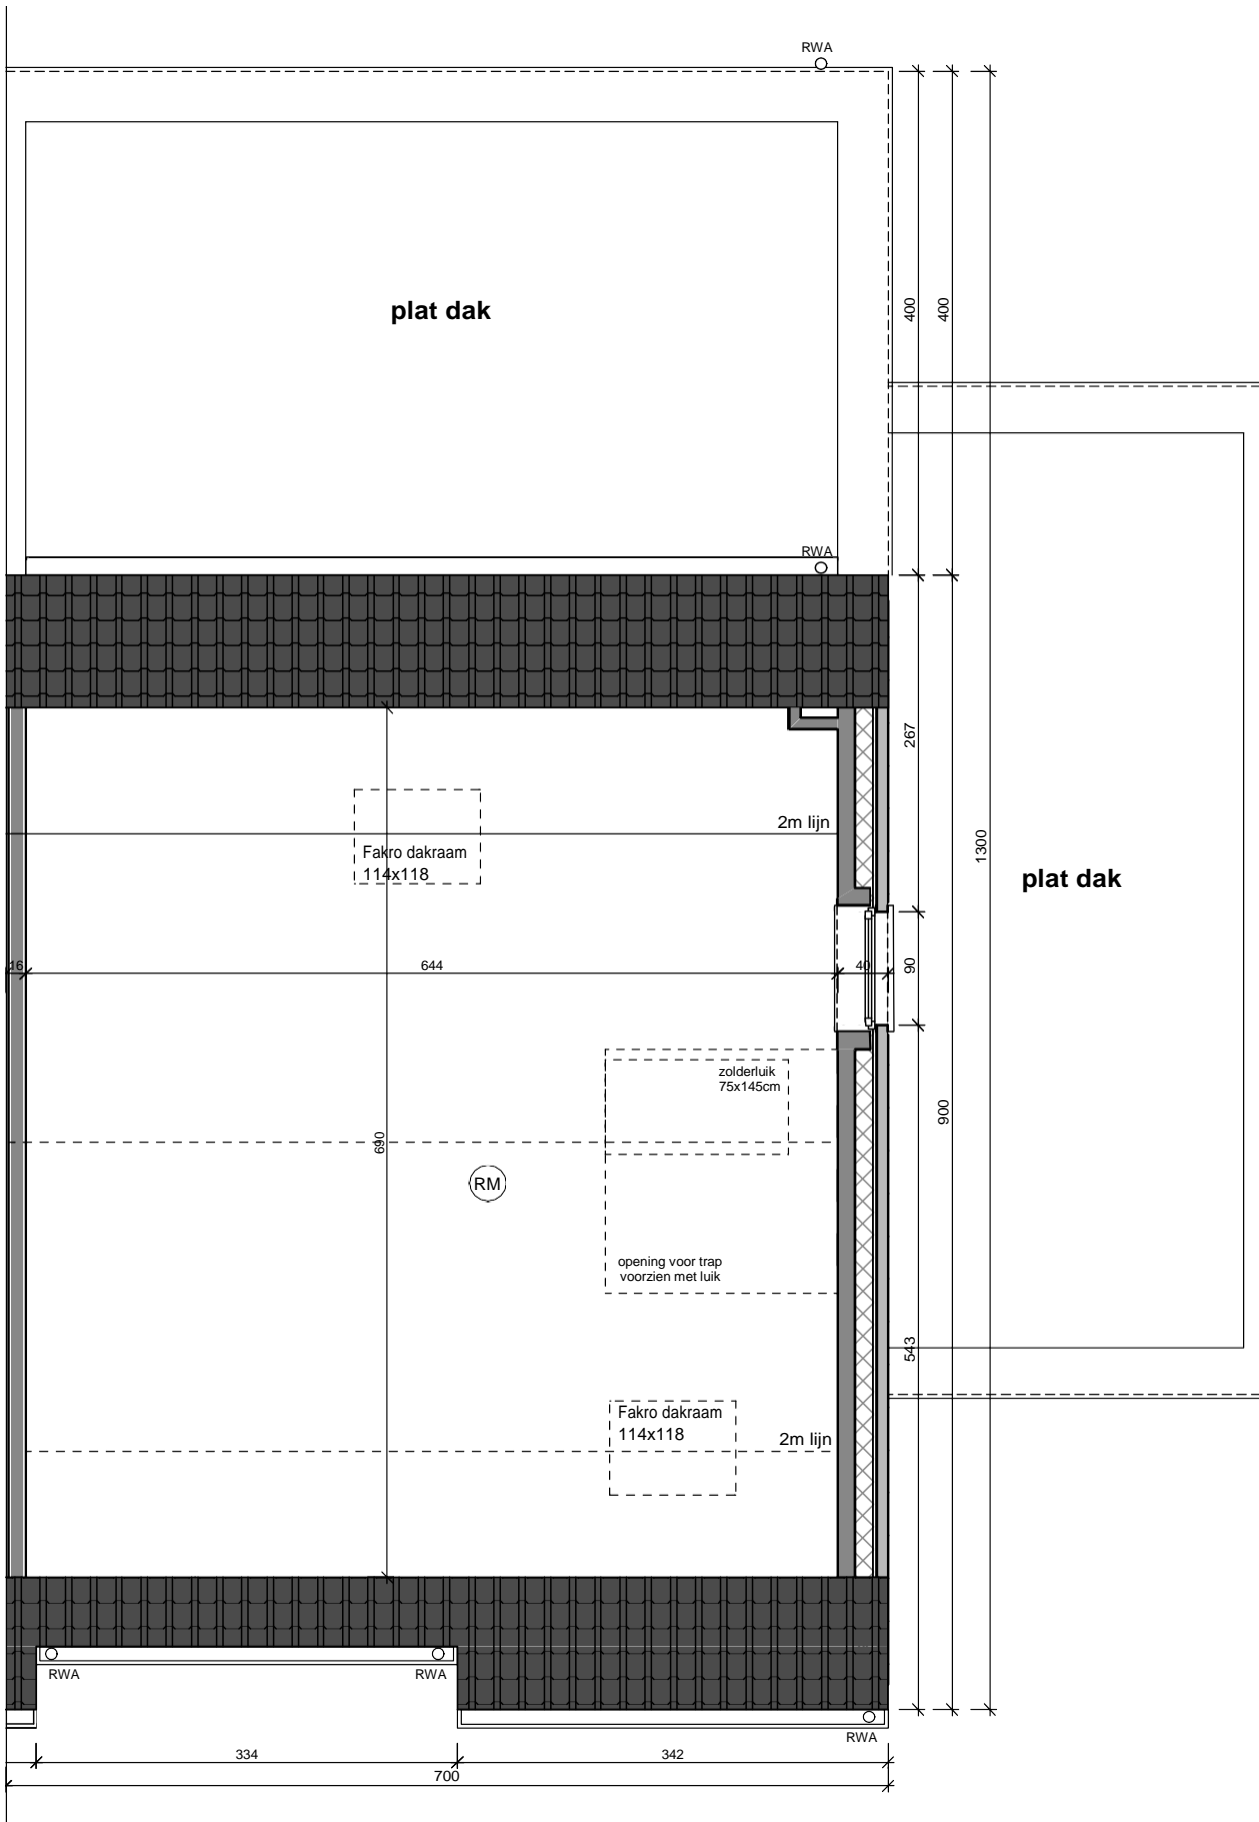 RWA
plat dak
400
400
RWA
267
2m lijn
Fakro dakraam
114x118
1300
plat dak
16
644
40
90
zolderluik
75x145cm
900
690
RM
opening voor trap
voorzien met luik
543
Fakro dakraam
114x118
2m lijn
RWA
RWA
RWA
334
342
700